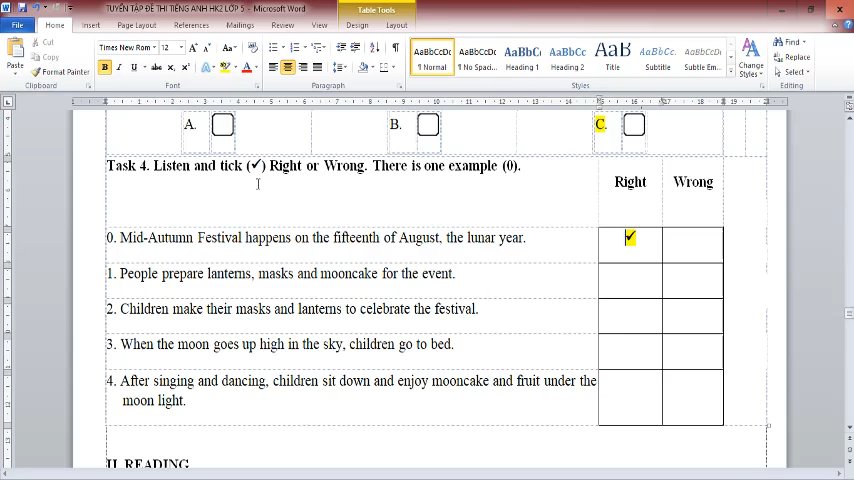 TUYỂN TẬP ĐỀ THI TIẾNG ANH HK2 LỚP 5 - Microsoft Word
Table Tools
File Home Insert Page Layout References Mailings Review View Design Layout
Cut
Copy
Format Painter
Paste
Clipboard
Times New Rom 12
Font
Paragraph
AaBbCcDc AaBbCcDc AaBbC AaBbCc AaB AaBbCc. AaBbCcDc
¶ Normal ¶ No Spaci... Heading 1 Heading 2 Title Subtitle Subtle Em...
Styles
Change Styles
Find
Replace
Select
Editing
A. B. C.
Task 4. Listen and tick (✓) Right or Wrong. There is one example (0).
Right Wrong
0. Mid-Autumn Festival happens on the fifteenth of August, the lunar year. ✓
1. People prepare lanterns, masks and mooncake for the event.
2. Children make their masks and lanterns to celebrate the festival.
3. When the moon goes up high in the sky, children go to bed.
4. After singing and dancing, children sit down and enjoy mooncake and fruit under the
moon light.
II. READING